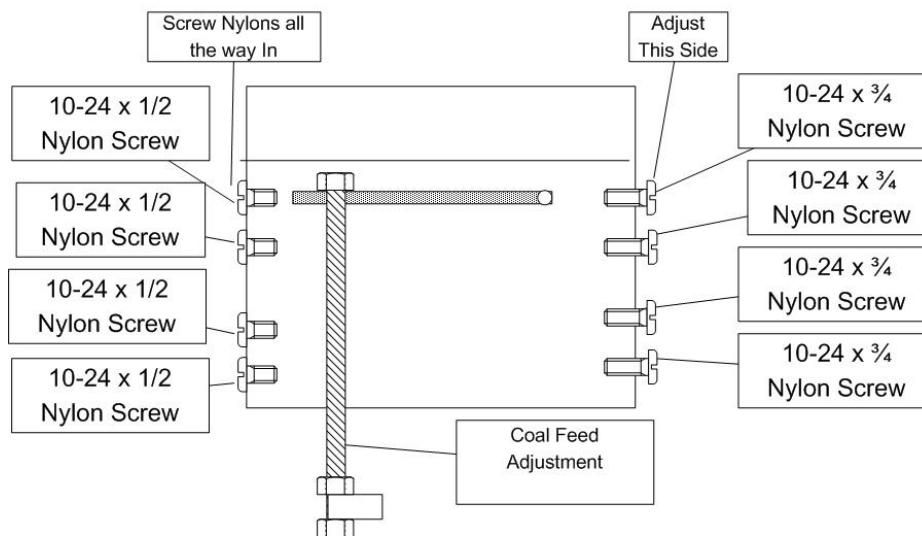 Screw Nylons all
the way In
Adjust
This Side
10-24 x 1/2
Nylon Screw
10-24 x 1/2
Nylon Screw
10-24 x 1/2
Nylon Screw
10-24 x 1/2
Nylon Screw
10-24 x ¾
Nylon Screw
10-24 x ¾
Nylon Screw
10-24 x ¾
Nylon Screw
10-24 x ¾
Nylon Screw
Coal Feed
Adjustment